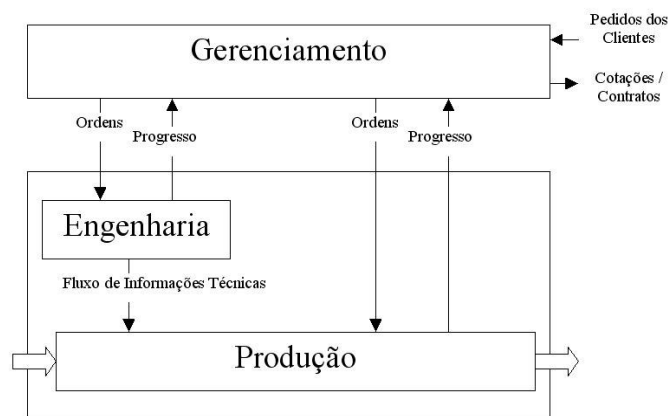 Gerenciamento
Pedidos dos
Clientes
Cotações /
Contratos
Ordens
Progresso
Ordens
Progresso
Engenharia
Fluxo de Informações Técnicas
Produção